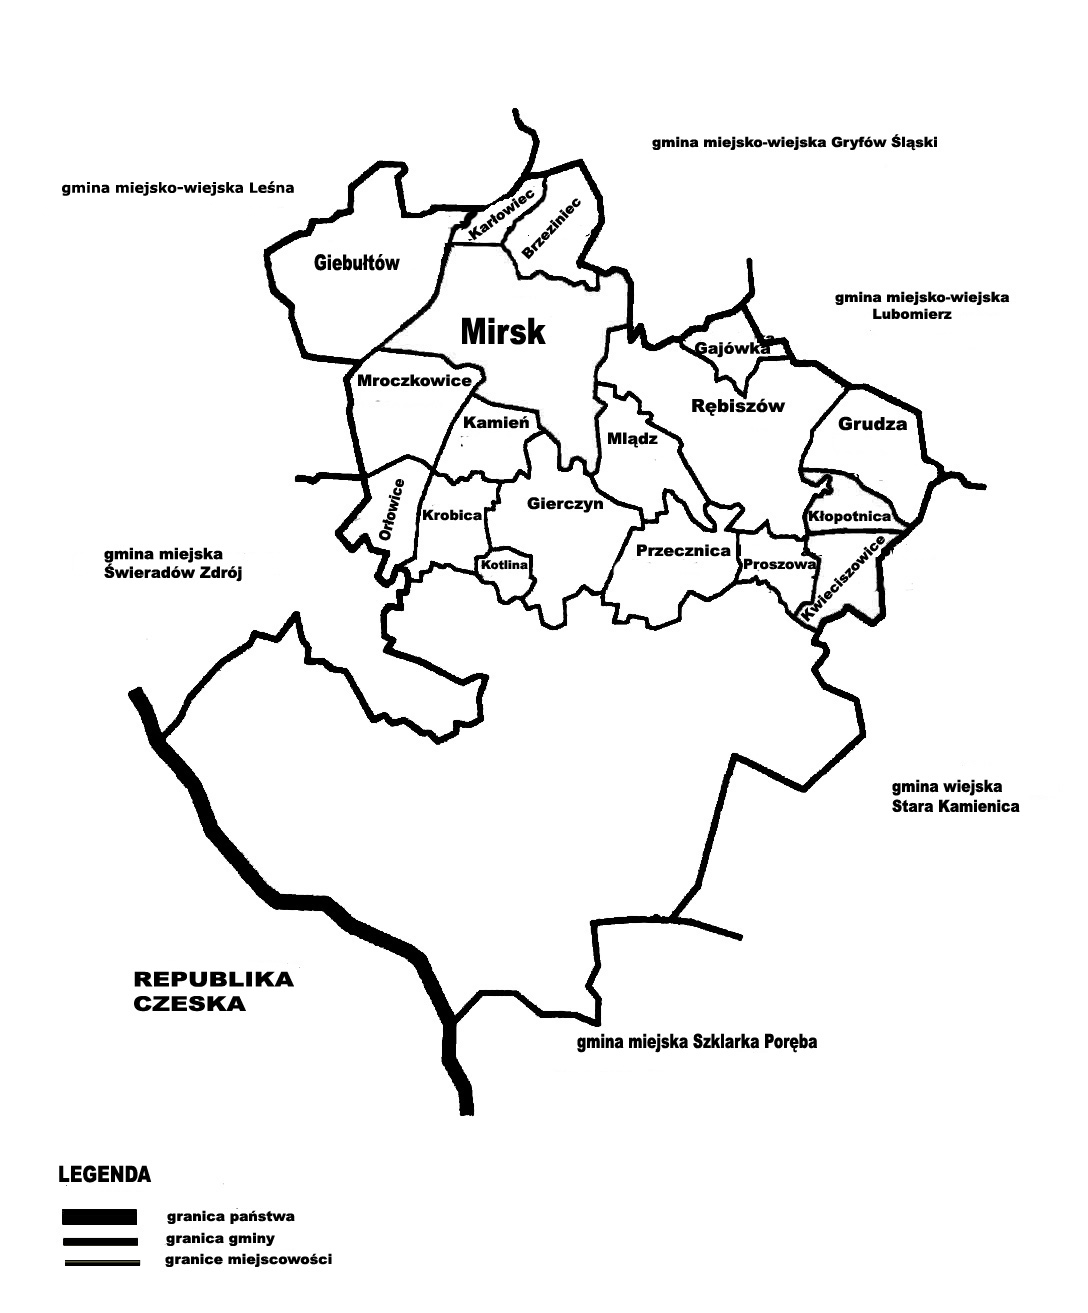 gmina miejsko-wiejska Gryfów Śląski
gmina miejsko-wiejska Leśna
Karłowiec
Brzeziniec
Giebułtów
gmina miejsko-wiejska
Lubomierz
Mirsk
Gajówka
Mroczkowice
Rębiszów
Kamień
Grudza
Mlądz
Orłowice
Gierczyn
Krobica
Kłopotnica
Przecznica
Kotlina
Proszowa
Kwieciszowice
gmina miejska
Świeradów Zdrój
gmina wiejska
Stara Kamienica
REPUBLIKA
CZESKA
gmina miejska Szklarka Poręba
LEGENDA
granica państwa
granica gminy
granice miejscowości